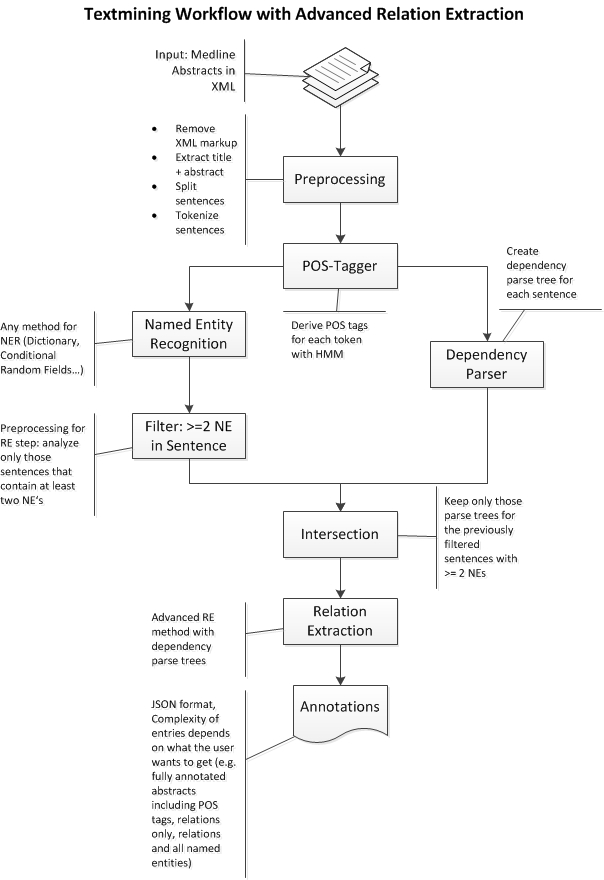 Textmining Workflow with Advanced Relation Extraction
Input: Medline
Abstracts in
XML
• Remove
XML markup
• Extract title
+ abstract
• Split
sentences
• Tokenize
sentences
Preprocessing
POS-Tagger
Create
dependency
parse tree for
each sentence
Any method for
NER (Dictionary,
Conditional
Random Fields…)
Named Entity
Recognition
Derive POS tags
for each token
with HMM
Dependency
Parser
Preprocessing for
RE step: analyze
only those
sentences that
contain at least
two NE's
Filter: >=2 NE
in Sentence
Intersection
Keep only those
parse trees for
the previously
filtered
sentences with
>= 2 NEs
Advanced RE
method with
dependency
parse trees
Relation
Extraction
Annotations
JSON format,
Complexity of
entries depends
on what the user
wants to get (e.g.
fully annotated
abstracts
including POS
tags, relations
only, relations
and all named
entities)